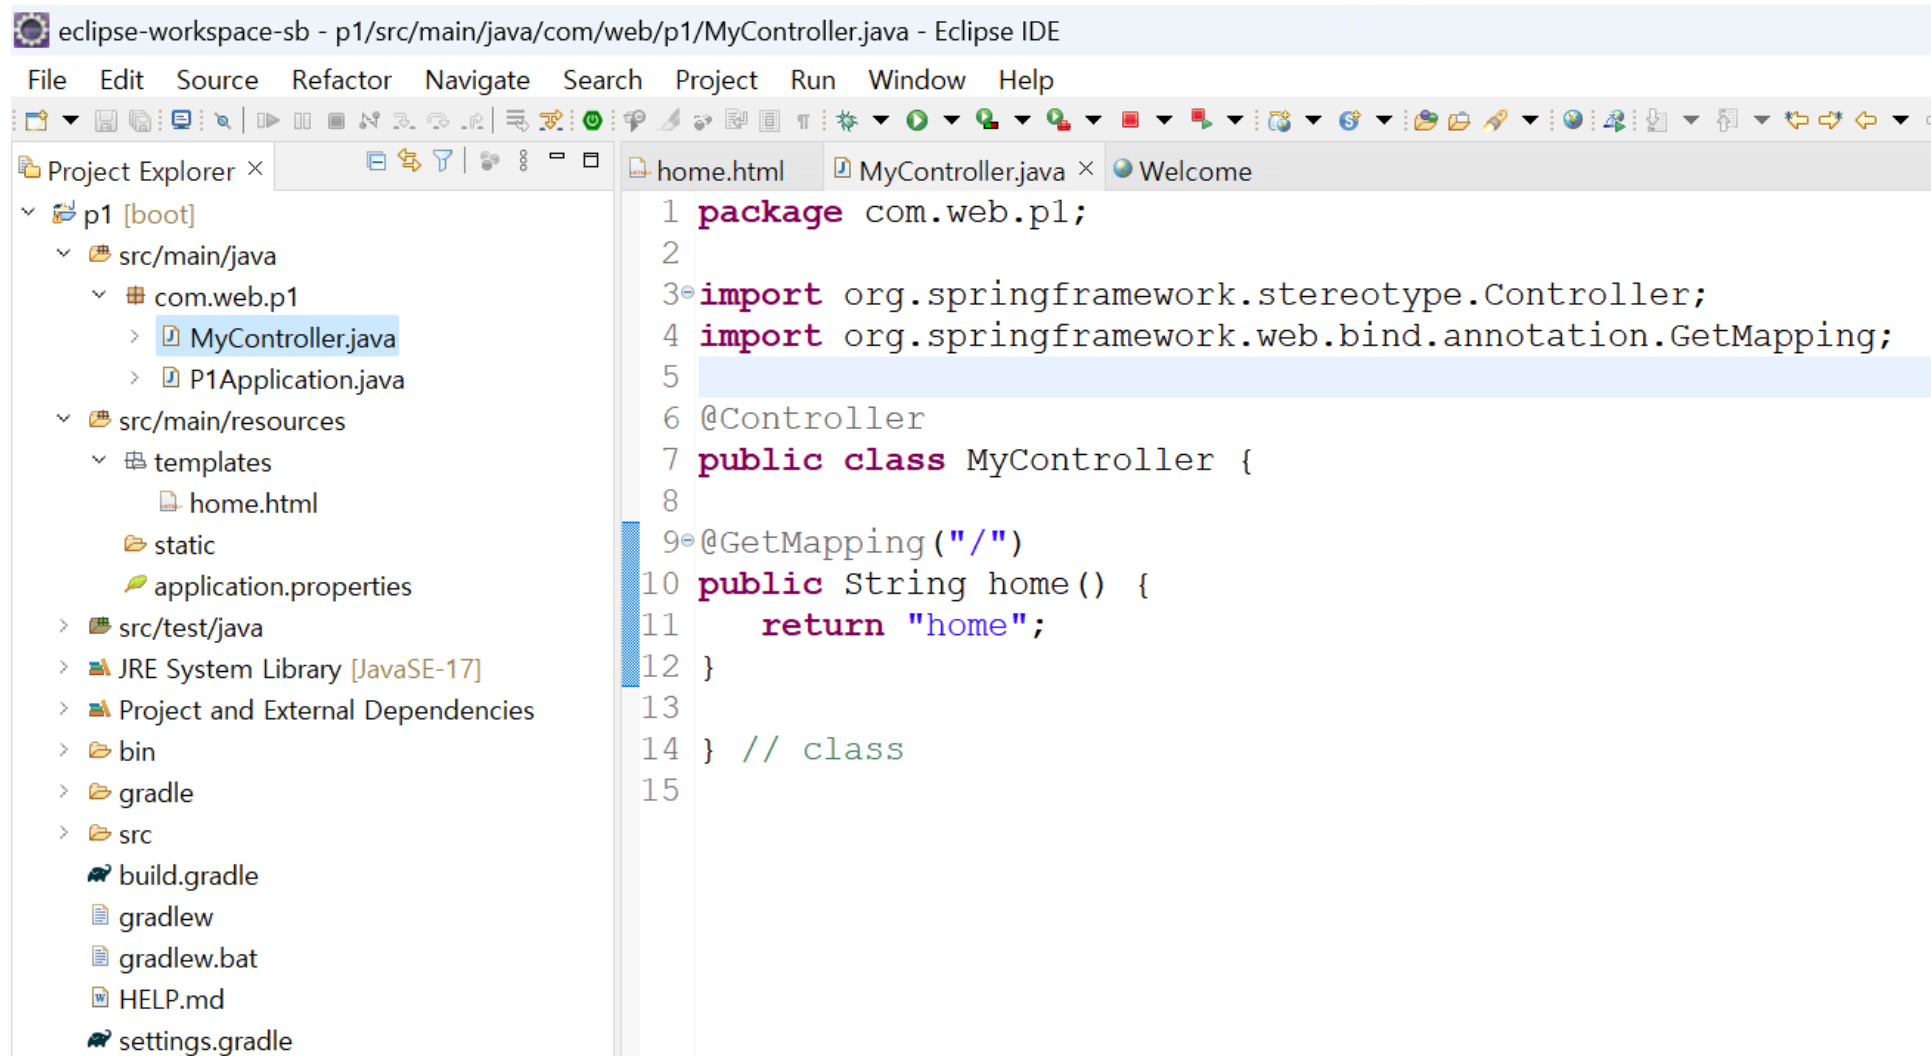 eclipse-workspace-sb - p1/src/main/java/com/web/p1/MyController.java - Eclipse IDE
File Edit Source Refactor Navigate Search Project Run Window Help
Project Explorer
p1 [boot]
src/main/java
com.web.p1
MyController.java
P1Application.java
src/main/resources
templates
home.html
static
application.properties
src/test/java
JRE System Library [JavaSE-17]
Project and External Dependencies
bin
gradle
src
build.gradle
gradlew
gradlew.bat
HELP.md
settings.gradle
home.html MyController.java Welcome
1 package com.web.p1;
2
3 import org.springframework.stereotype.Controller;
4 import org.springframework.web.bind.annotation.GetMapping;
5
6 @Controller
7 public class MyController {
8
9 @GetMapping("/")
10 public String home() {
11 return "home";
12 }
13
14 } // class
15